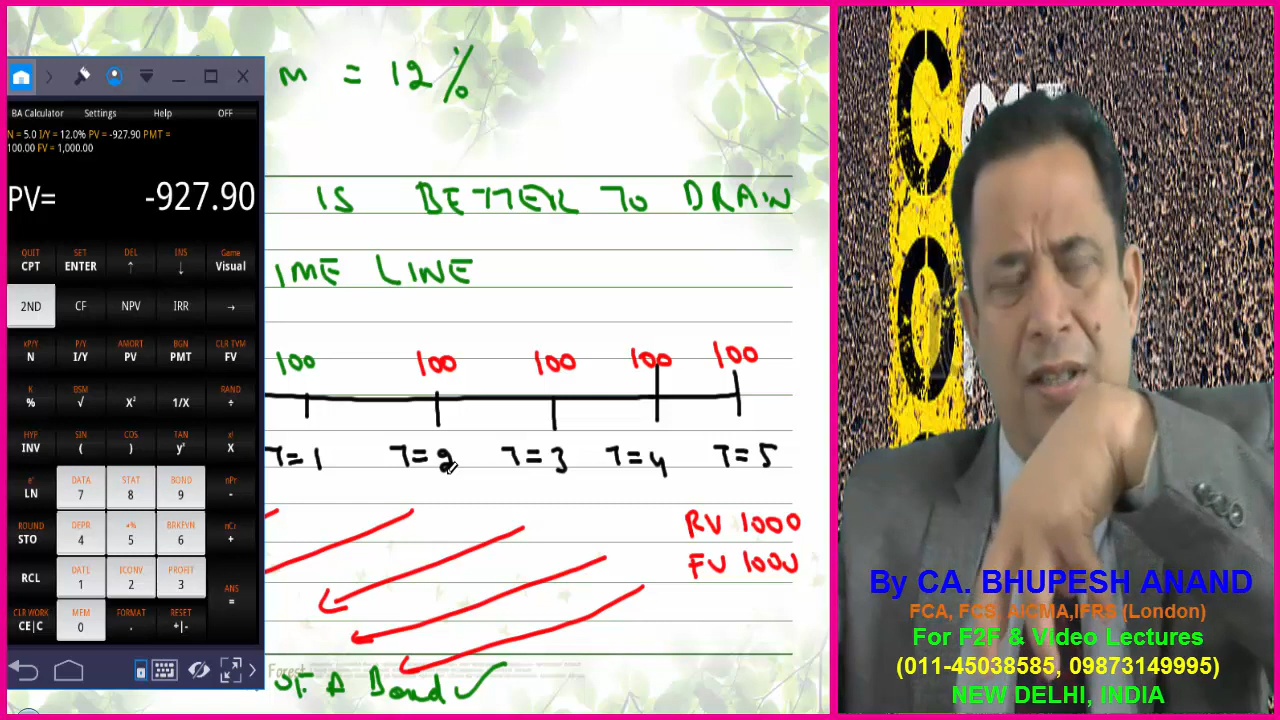 m = 12%
BA Calculator Settings Help OFF
N = 5.0 I/Y = 12.0% PV = -927.90 PMT =
100.00 FV = 1,000.00
PV= -927.90
IS BETTER TO DRAW
IME LINE
QUIT SET DEL INS Game
CPT ENTER ↑ ↓ Visual
2ND CF NPV IRR →
xP/Y P/Y AMORT BGN CLR TVM
N I/Y PV PMT FV
K BSM RAND
% √ X² 1/X ÷
HYP SIN COS TAN x!
INV ( ) yˣ X
DATA STAT BOND nPr
LN 7 8 9 -
ROUND DEPR BRKEVN nCr
STO 4 5 6 +
DATE ICONV PROFIT ANS
RCL 1 2 3 =
CLR WORK MEM FORMAT RESET
CE|C 0 . +|-
100 100 100 100 100
T=1 T=2 T=3 T=4 T=5
RV 1000
FV 1000
Forest
OF A Bond ✓
By CA. BHUPESH ANAND
FCA, FCS, AICMA,IFRS (London)
For F2F & Video Lectures
(011-45038585, 09873149995)
NEW DELHI, INDIA